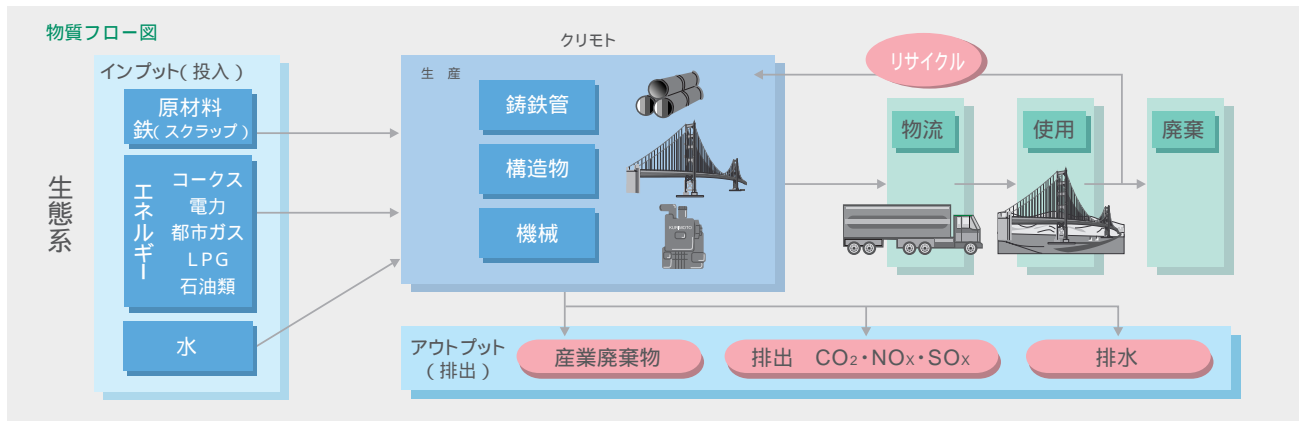 物質フロー図
生態系
インプット(投入)
原材料
鉄(スクラップ)
エネルギー
コークス
電力
都市ガス
LPG
石油類
水
クリモト
生 産
鋳鉄管
構造物
機械
KURIMOTO
リサイクル
物流
使用
廃棄
アウトプット
(排出)
産業廃棄物
排出 CO₂・NOx・SOx
排水